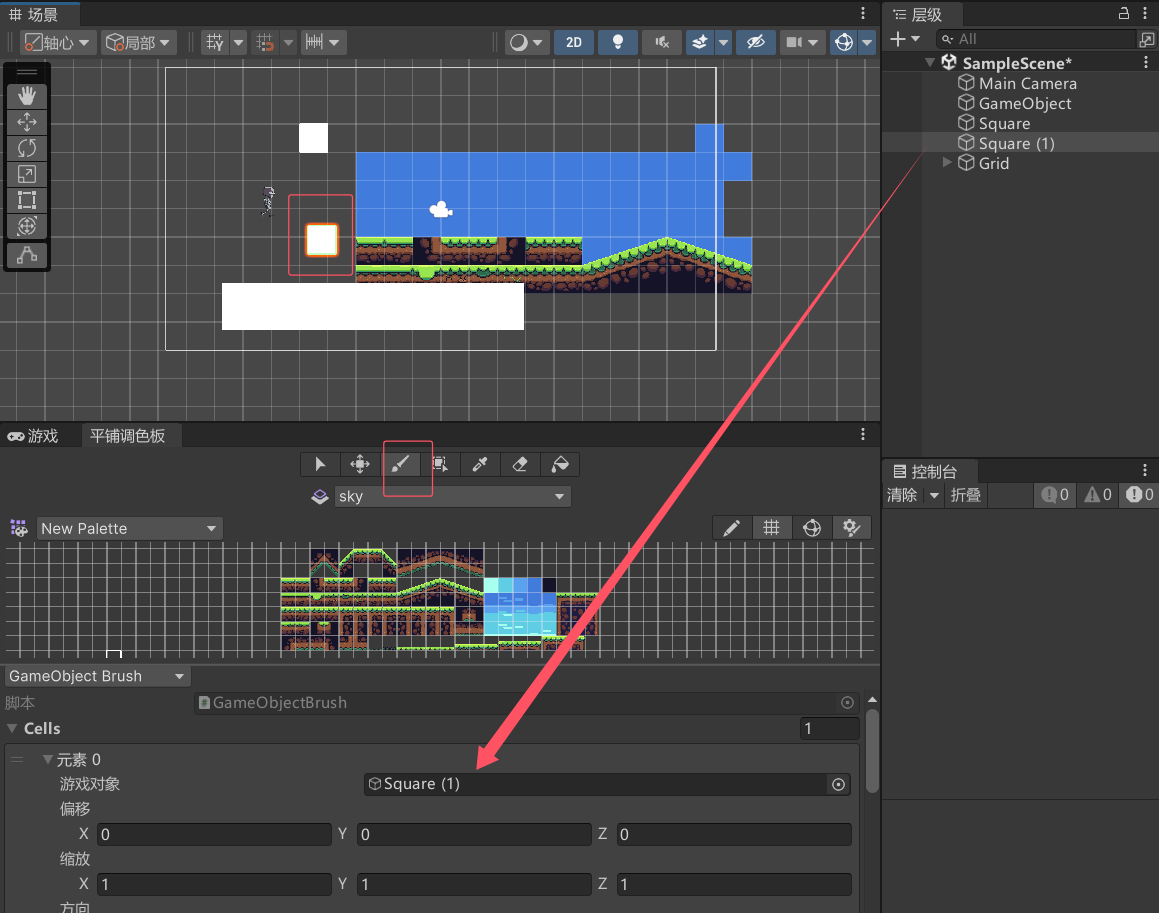 场景
层级
轴心
局部
2D
All
SampleScene*
Main Camera
GameObject
Square
Square (1)
Grid
游戏
平铺调色板
sky
New Palette
控制台
清除
折叠
0
0
0
GameObject Brush
脚本
GameObjectBrush
Cells
1
元素 0
游戏对象
Square (1)
偏移
X 0 Y 0 Z 0
缩放
X 1 Y 1 Z 1
方向